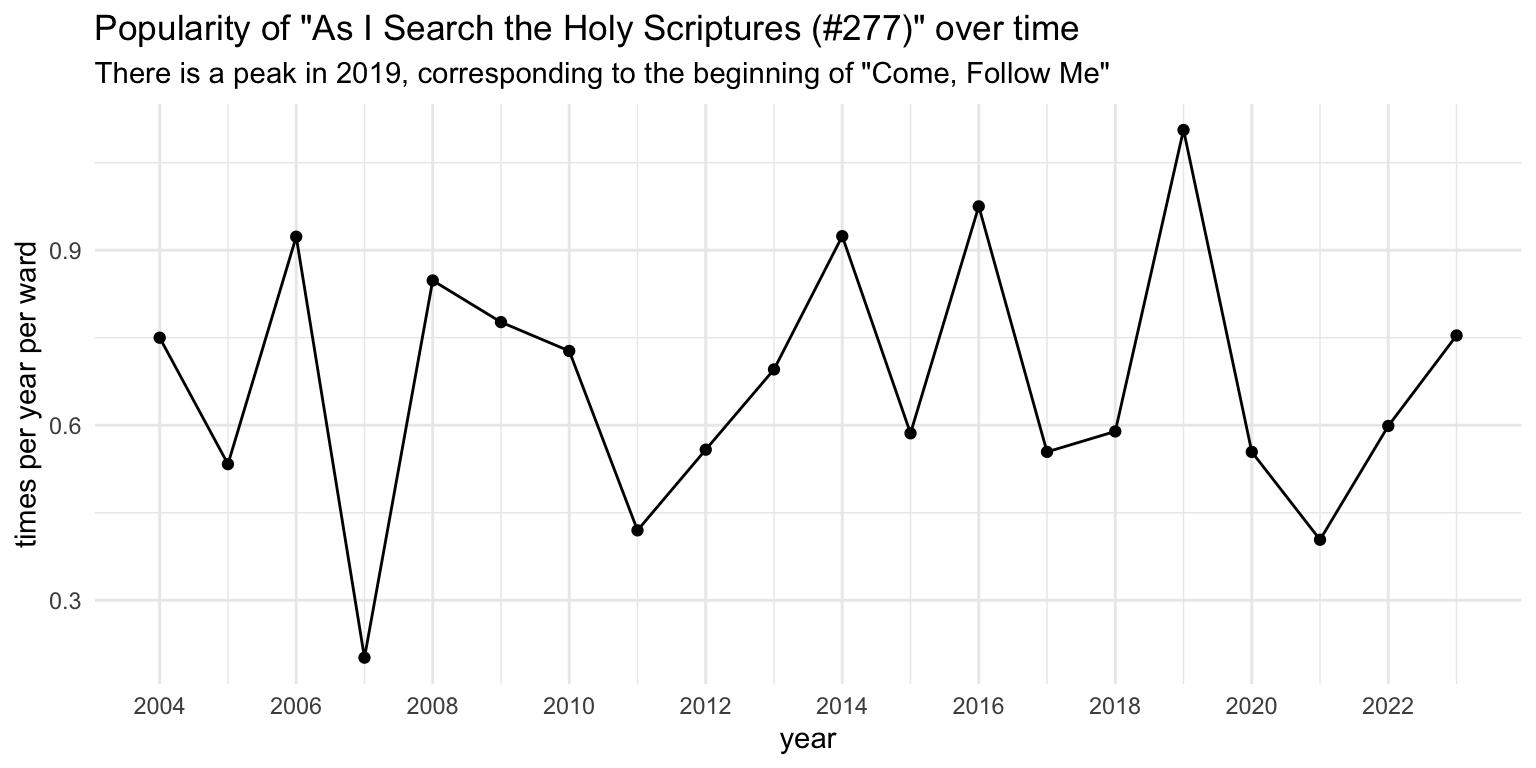 Popularity of "As I Search the Holy Scriptures (#277)" over time
There is a peak in 2019, corresponding to the beginning of "Come, Follow Me"
times per year per ward
0.9
0.6
0.3
2004 2006 2008 2010 2012 2014 2016 2018 2020 2022
year